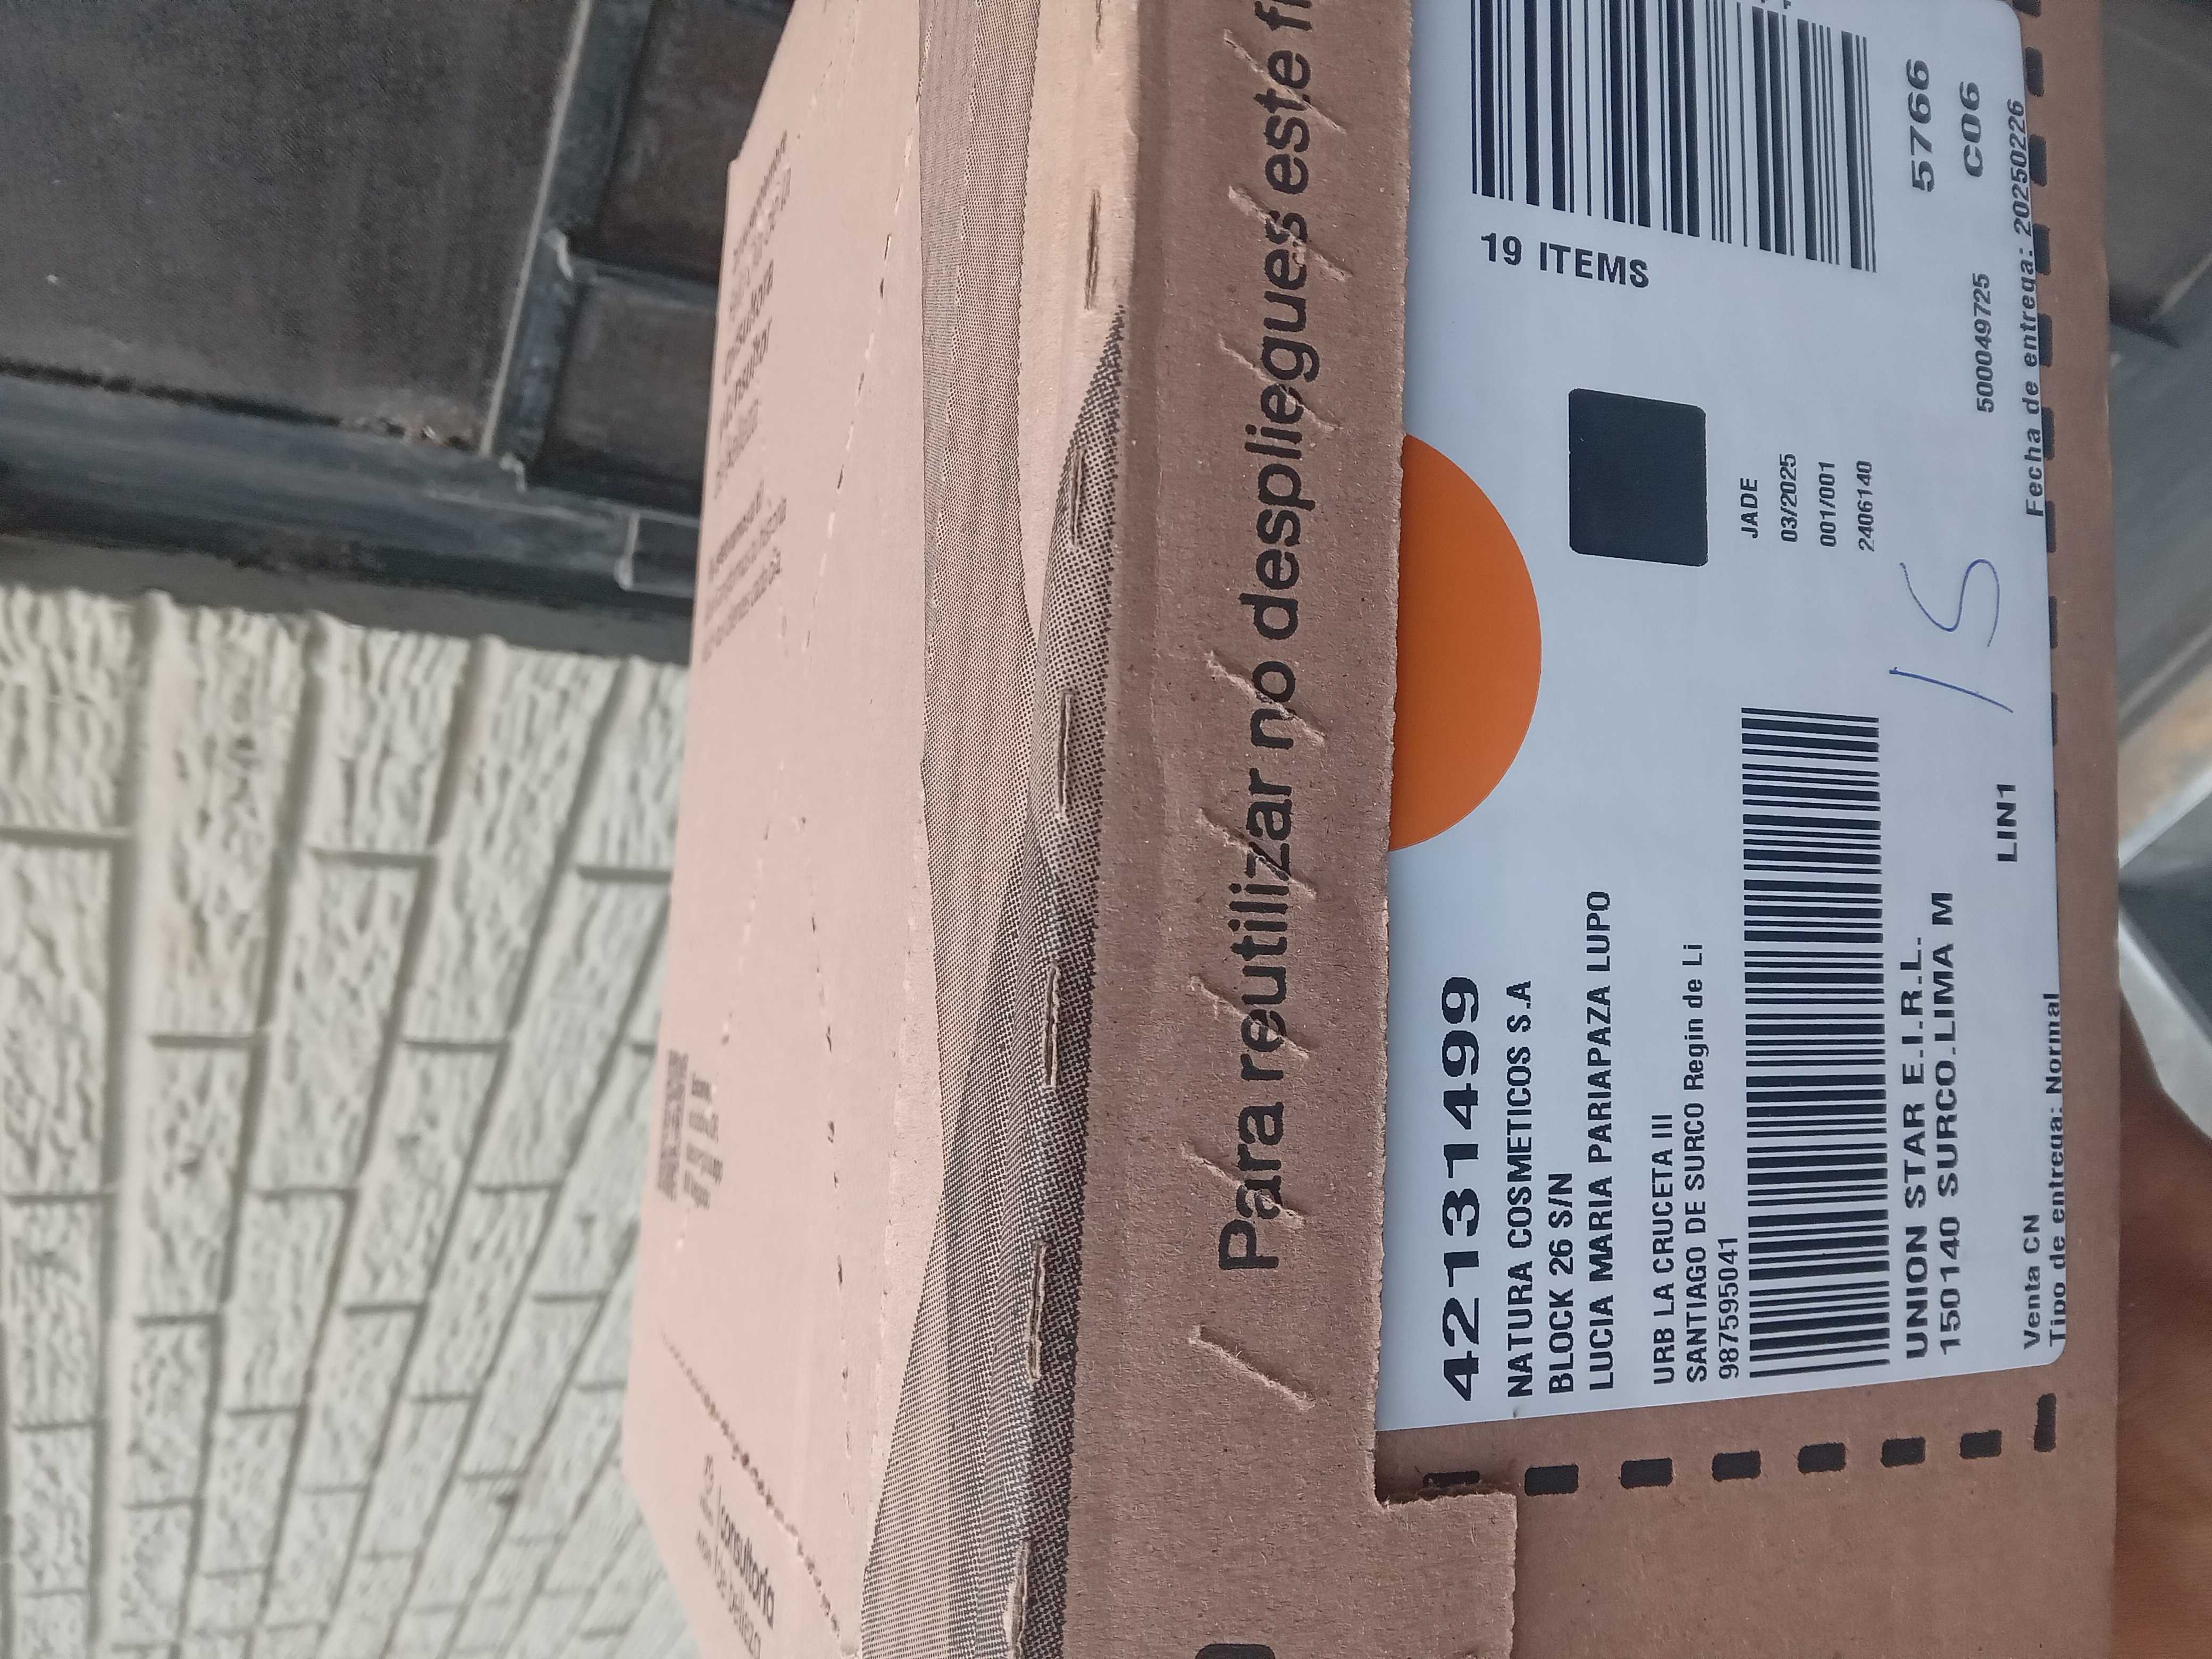 Para reutilizar no despliegues este
42131499
NATURA COSMETICOS S.A
BLOCK 26 S/N
LUCIA MARIA PARIAPAZA LUPO
URB LA CRUCETA III
SANTIAGO DE SURCO Regin de Li
987595041
UNION STAR E.I.R.L.
150140 SURCO.LIMA M
LIN1
Venta CN
Tipo de entrega: Normal
19 ITEMS
JADE
03/2025
001/001
2406140
15
5766
C06
500049725
Fecha de entrega: 20250226
consultoría